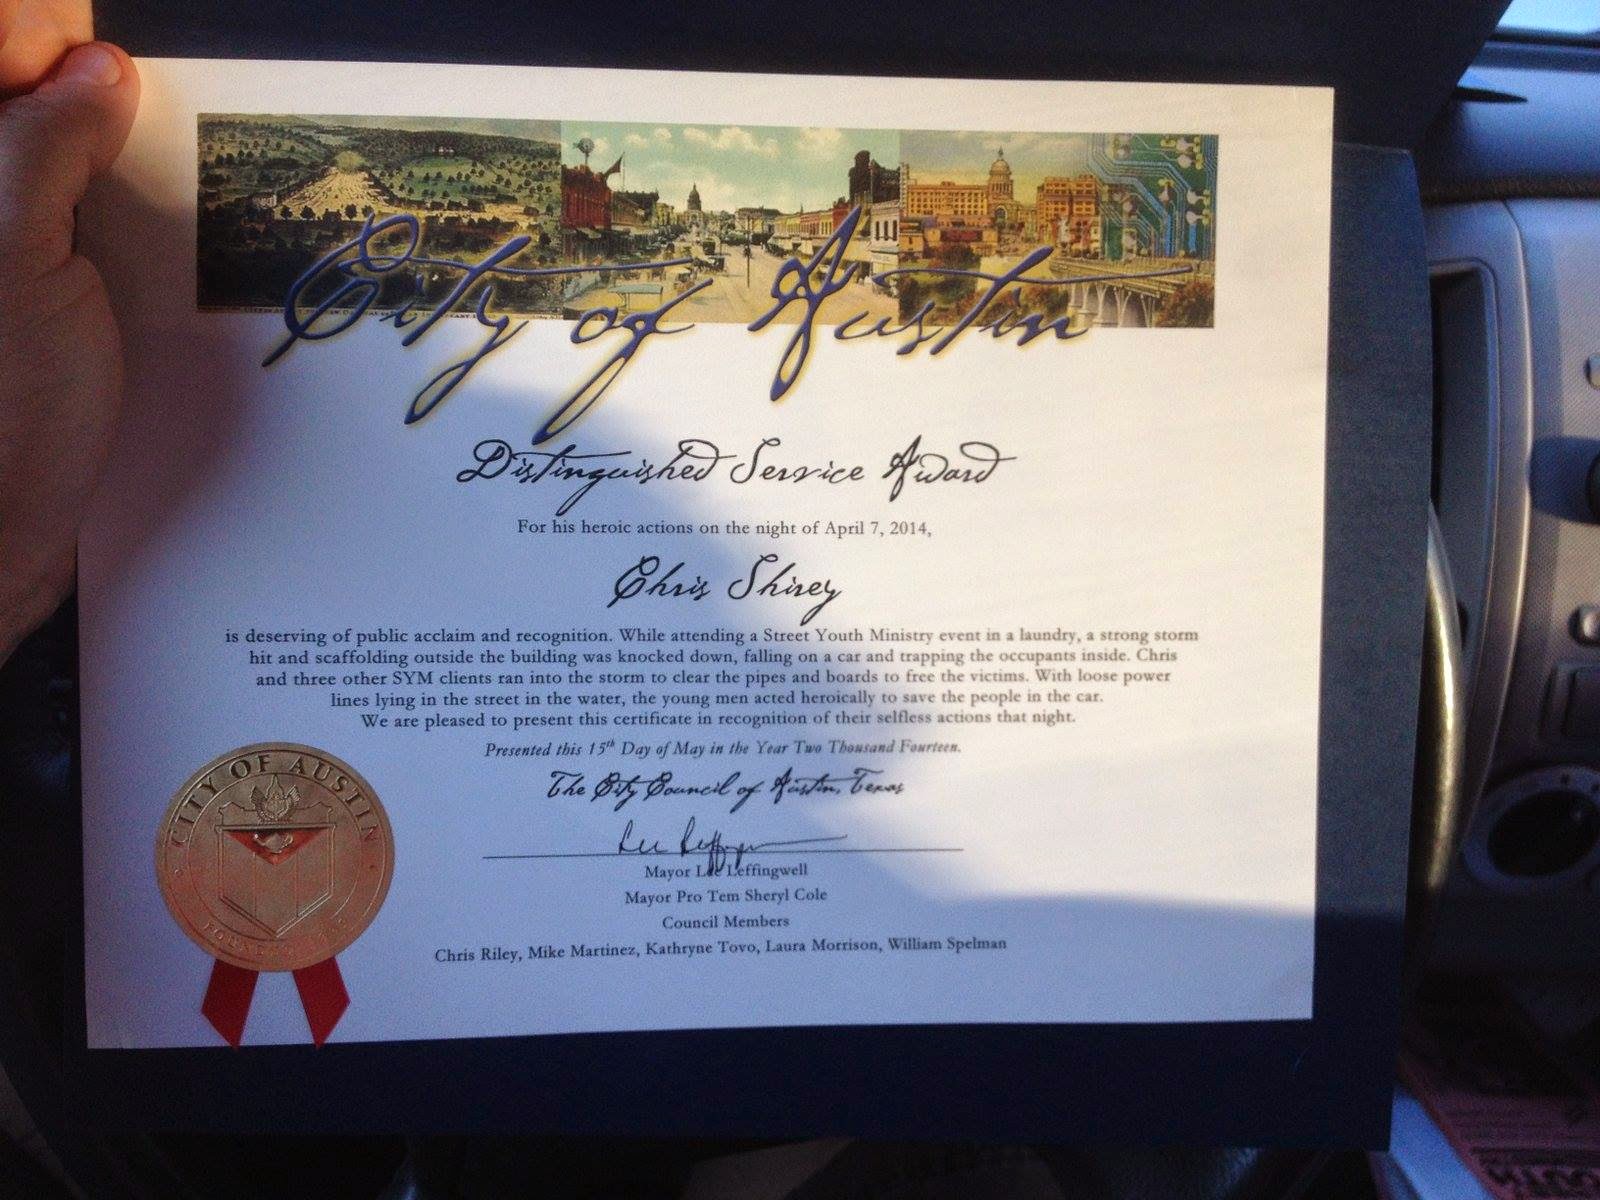 City of Austin
Distinguished Service Award
For his heroic actions on the night of April 7, 2014,
Chris Shirey
is deserving of public acclaim and recognition. While attending a Street Youth Ministry event in a laundry, a strong storm
hit and scaffolding outside the building was knocked down, falling on a car and trapping the occupants inside. Chris
and three other SYM clients ran into the storm to clear the pipes and boards to free the victims. With loose power
lines lying in the street in the water, the young men acted heroically to save the people in the car.
We are pleased to present this certificate in recognition of their selfless actions that night.
Presented this 15th Day of May in the Year Two Thousand Fourteen.
The City Council of Austin, Texas
Lee Leffingwell
Mayor Lee Leffingwell
Mayor Pro Tem Sheryl Cole
Council Members
Chris Riley, Mike Martinez, Kathryne Tovo, Laura Morrison, William Spelman
CITY OF AUSTIN